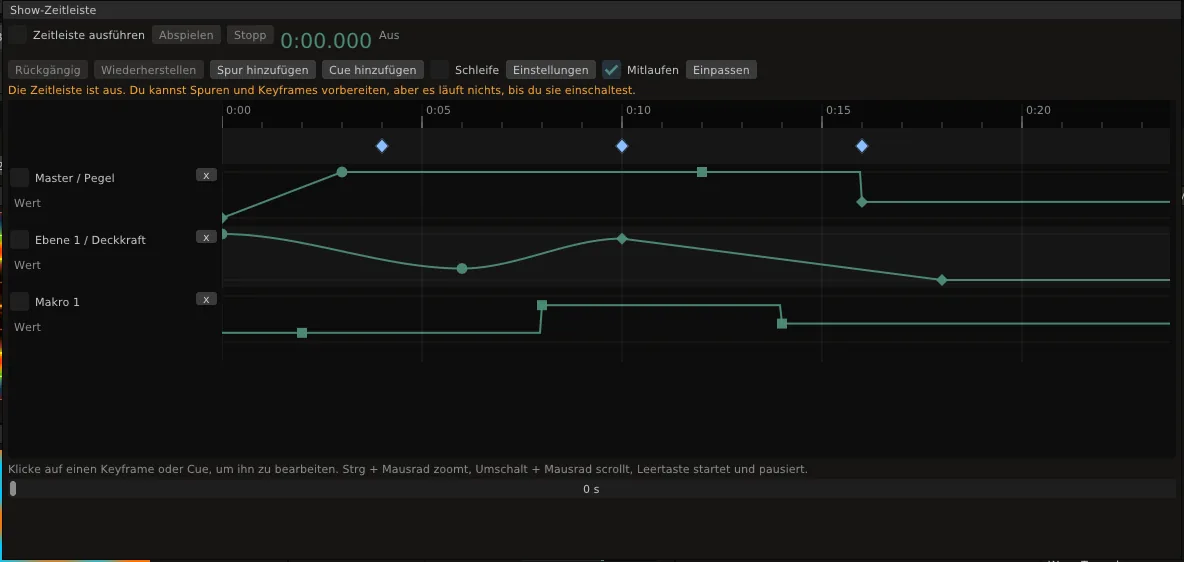 Show-Zeitleiste
Zeitleiste ausführen Abspielen Stopp 0:00.000 Aus
Rückgängig Wiederherstellen Spur hinzufügen Cue hinzufügen Schleife Einstellungen Mitlaufen Einpassen
Die Zeitleiste ist aus. Du kannst Spuren und Keyframes vorbereiten, aber es läuft nichts, bis du sie einschaltest.
0:00 0:05 0:10 0:15 0:20
Master / Pegel x
Wert
Ebene 1 / Deckkraft x
Wert
Makro 1 x
Wert
Klicke auf einen Keyframe oder Cue, um ihn zu bearbeiten. Strg + Mausrad zoomt, Umschalt + Mausrad scrollt, Leertaste startet und pausiert.
0 s